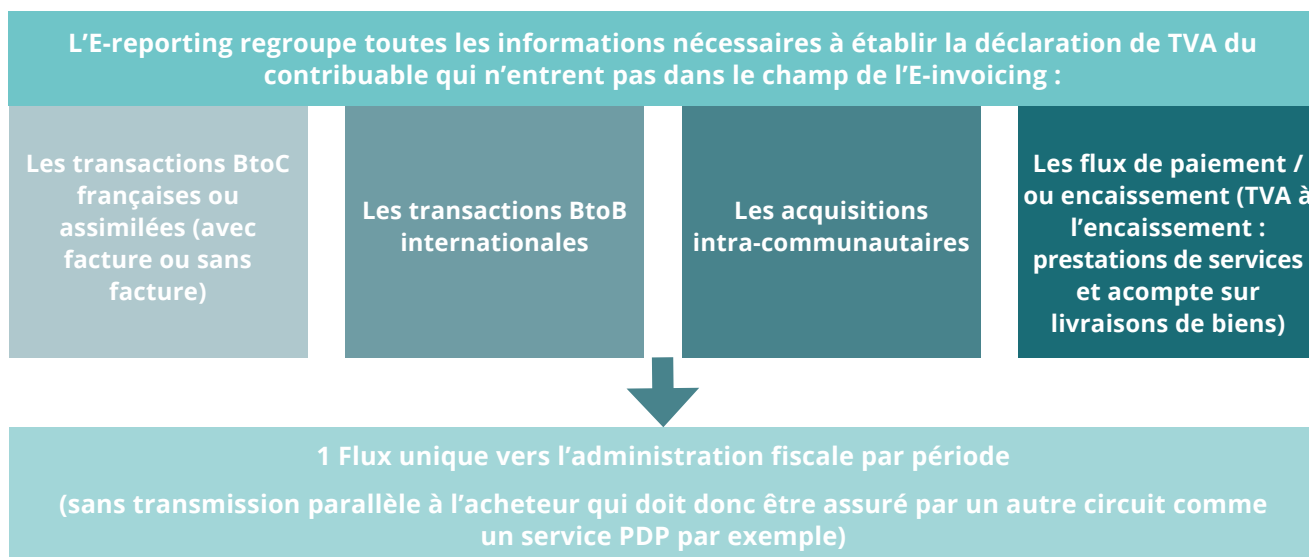 L’E-reporting regroupe toutes les informations nécessaires à établir la déclaration de TVA du
contribuable qui n’entrent pas dans le champ de l’E-invoicing :
Les transactions BtoC
françaises ou
assimilées (avec
facture ou sans
facture)
Les transactions BtoB
internationales
Les acquisitions
intra-communautaires
Les flux de paiement /
ou encaissement (TVA à
l’encaissement :
prestations de services
et acompte sur
livraisons de biens)
1 Flux unique vers l’administration fiscale par période
(sans transmission parallèle à l’acheteur qui doit donc être assuré par un autre circuit comme
un service PDP par exemple)